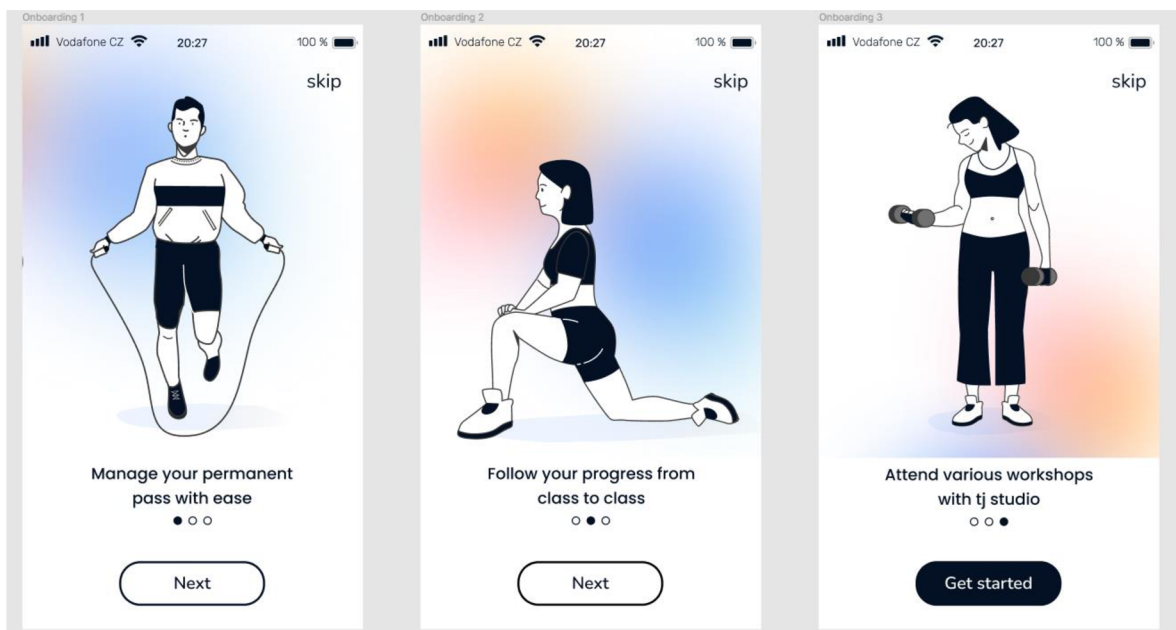 Onboarding 1
Vodafone CZ 20:27 100 %
skip
Manage your permanent
pass with ease
Next
Onboarding 2
Vodafone CZ 20:27 100 %
skip
Follow your progress from
class to class
Next
Onboarding 3
Vodafone CZ 20:27 100 %
skip
Attend various workshops
with tj studio
Get started